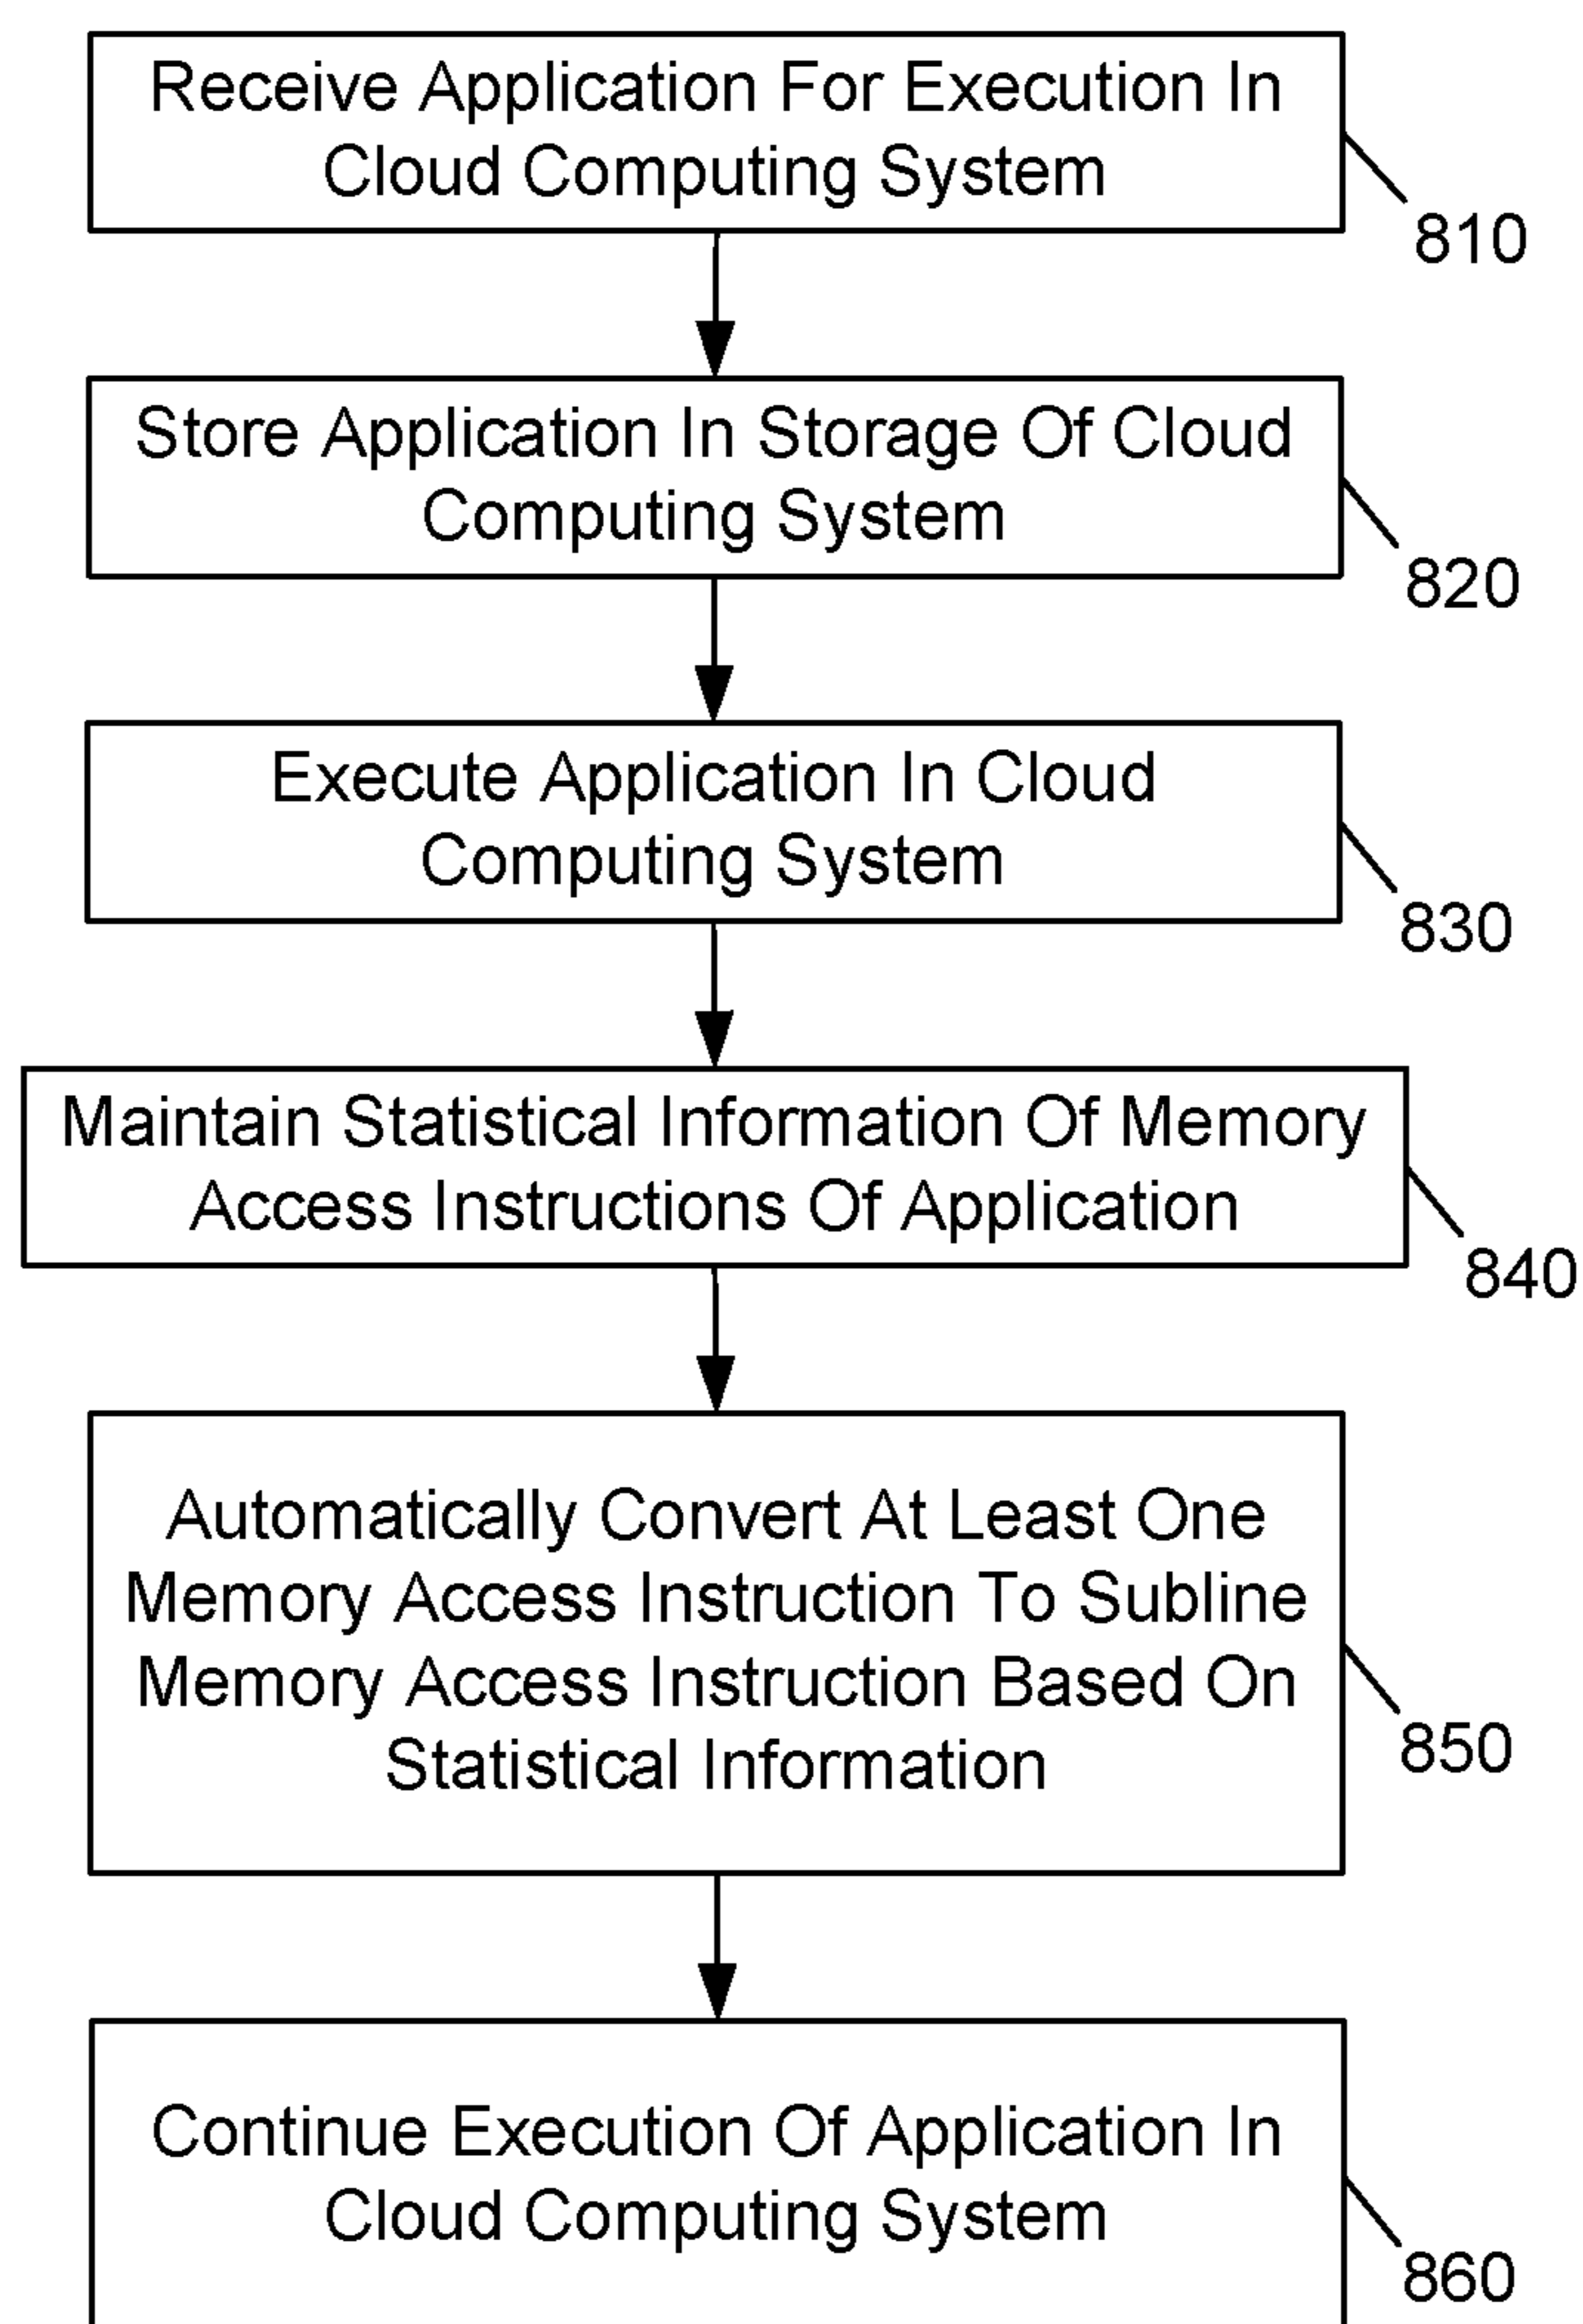 Receive Application For Execution In
Cloud Computing System
810
Store Application In Storage Of Cloud
Computing System
820
Execute Application In Cloud
Computing System
830
Maintain Statistical Information Of Memory
Access Instructions Of Application
840
Automatically Convert At Least One
Memory Access Instruction To Subline
Memory Access Instruction Based On
Statistical Information
850
Continue Execution Of Application In
Cloud Computing System
860